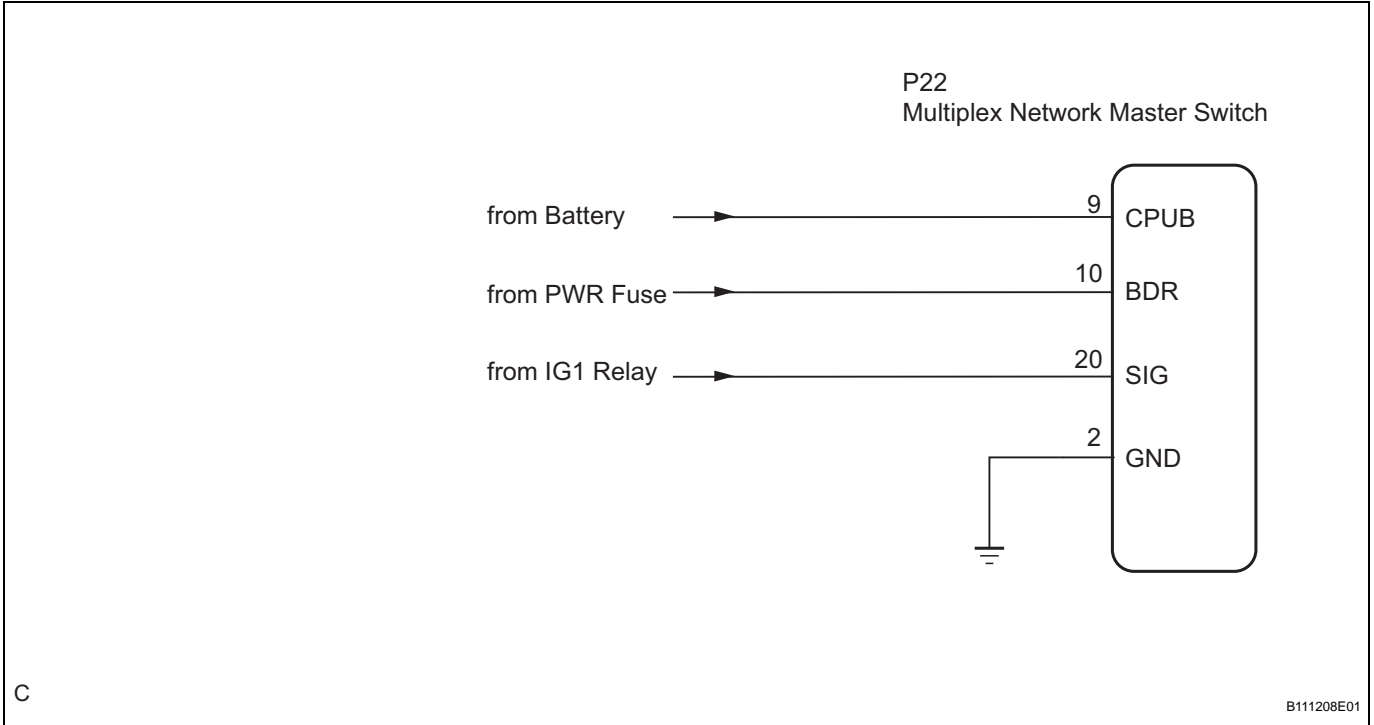 P22
Multiplex Network Master Switch
from Battery 9 CPUB
from PWR Fuse 10 BDR
from IG1 Relay 20 SIG
2 GND
C
B111208E01